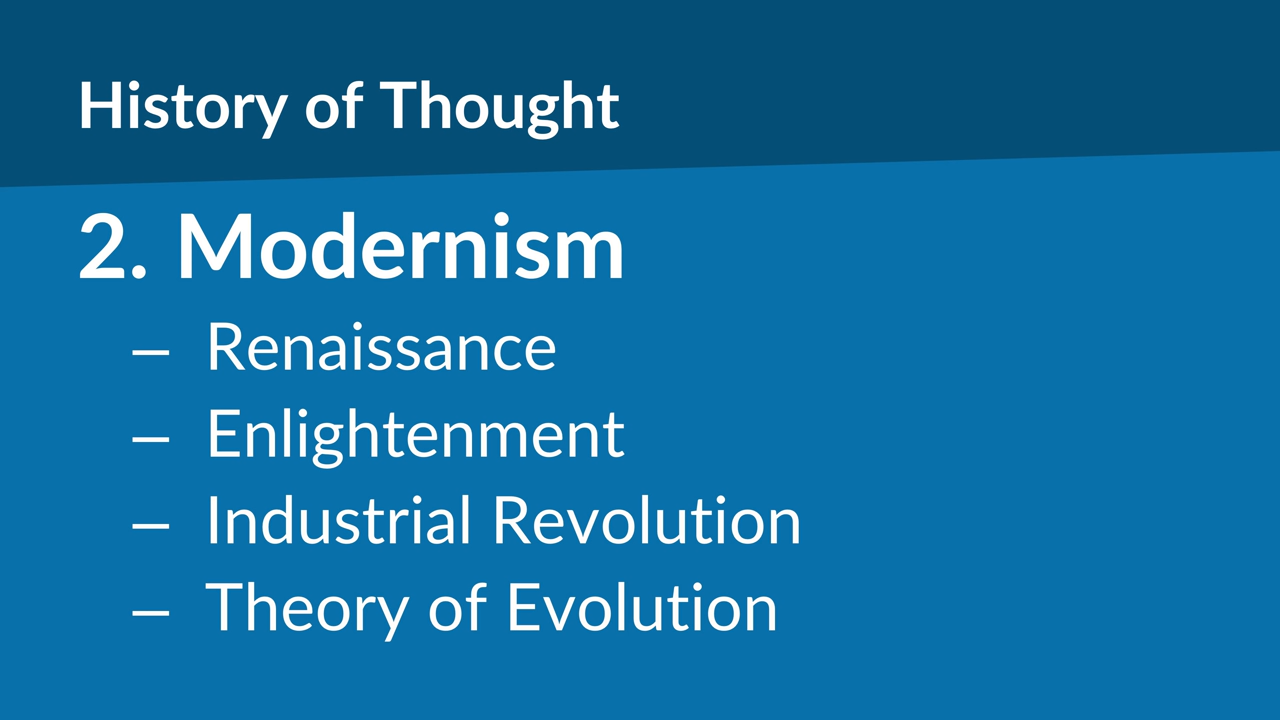 History of Thought
2. Modernism
– Renaissance
– Enlightenment
– Industrial Revolution
– Theory of Evolution